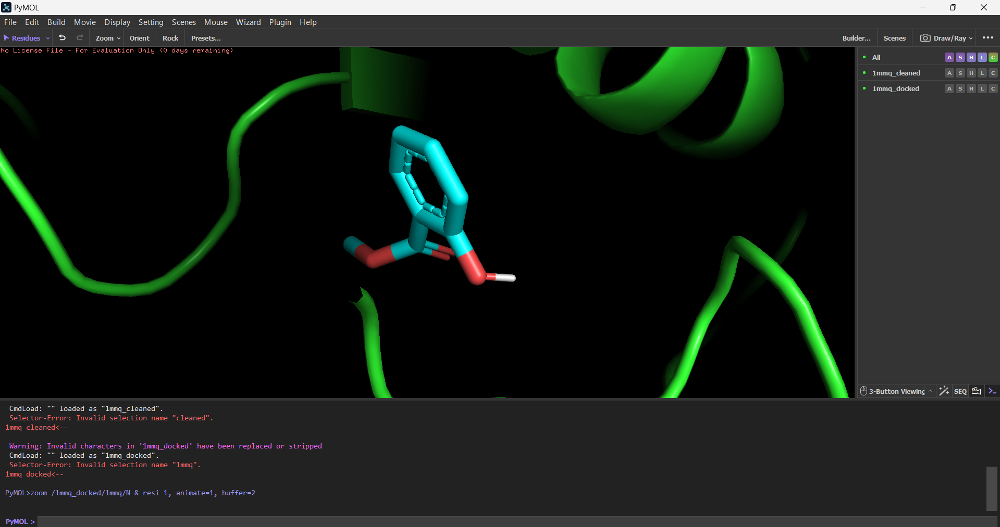 PyMOL
File Edit Build Movie Display Setting Scenes Mouse Wizard Plugin Help
Residues Zoom Orient Rock Presets... Builder... Scenes Draw/Ray
No License File - For Evaluation Only (0 days remaining)
All A S H L C
1mmq_cleaned A S H L C
1mmq_docked A S H L C
3-Button Viewing SEQ
CmdLoad: "" loaded as "1mmq_cleaned".
Selector-Error: Invalid selection name "cleaned".
1mmq cleaned<--
Warning: Invalid characters in '1mmq_docked' have been replaced or stripped
CmdLoad: "" loaded as "1mmq_docked".
Selector-Error: Invalid selection name "1mmq".
1mmq docked<--
PyMOL>zoom /1mmq_docked/1mmq/N & resi 1, animate=1, buffer=2
PyMOL >